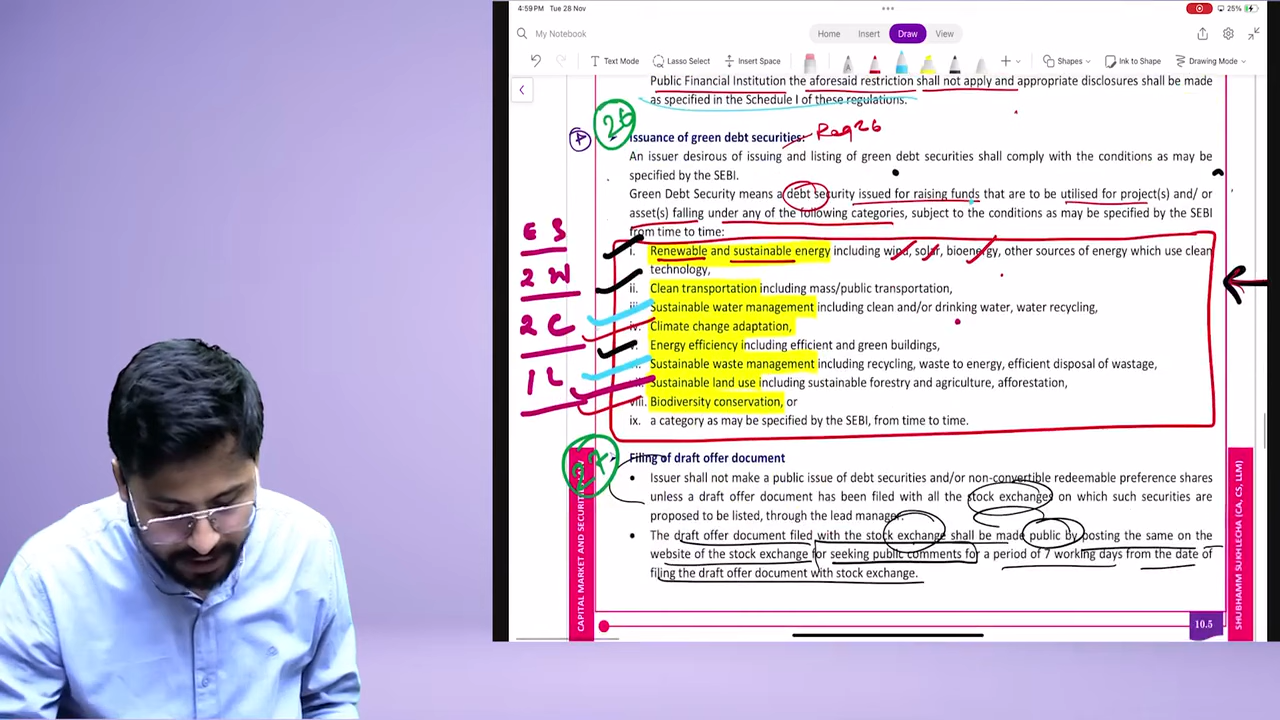 4:59 PM Tue 28 Nov
25%
My Notebook
Home Insert Draw View
Text Mode Lasso Select Insert Space Shapes Ink to Shape Drawing Mode
Public Financial Institution the aforesaid restriction shall not apply and appropriate disclosures shall be made
as specified in the Schedule I of these regulations.
26
Issuance of green debt securities: Reg 26
An issuer desirous of issuing and listing of green debt securities shall comply with the conditions as may be
specified by the SEBI.
Green Debt Security means a debt security issued for raising funds that are to be utilised for project(s) and/ or
asset(s) falling under any of the following categories, subject to the conditions as may be specified by the SEBI
from time to time:
i. Renewable and sustainable energy including wind, solar, bioenergy, other sources of energy which use clean
technology,
ii. Clean transportation including mass/public transportation,
iii. Sustainable water management including clean and/or drinking water, water recycling,
iv. Climate change adaptation,
v. Energy efficiency including efficient and green buildings,
vi. Sustainable waste management including recycling, waste to energy, efficient disposal of wastage,
vii. Sustainable land use including sustainable forestry and agriculture, afforestation,
viii. Biodiversity conservation, or
ix. a category as may be specified by the SEBI, from time to time.
E S
2 W
2 C
1 L
27
Filing of draft offer document
• Issuer shall not make a public issue of debt securities and/or non-convertible redeemable preference shares
unless a draft offer document has been filed with all the stock exchanges on which such securities are
proposed to be listed, through the lead manager.
• The draft offer document filed with the stock exchange shall be made public by posting the same on the
website of the stock exchange for seeking public comments for a period of 7 working days from the date of
filing the draft offer document with stock exchange.
10.5
SHUBHAMM SUKHLECHA (CA, CS, LLM)